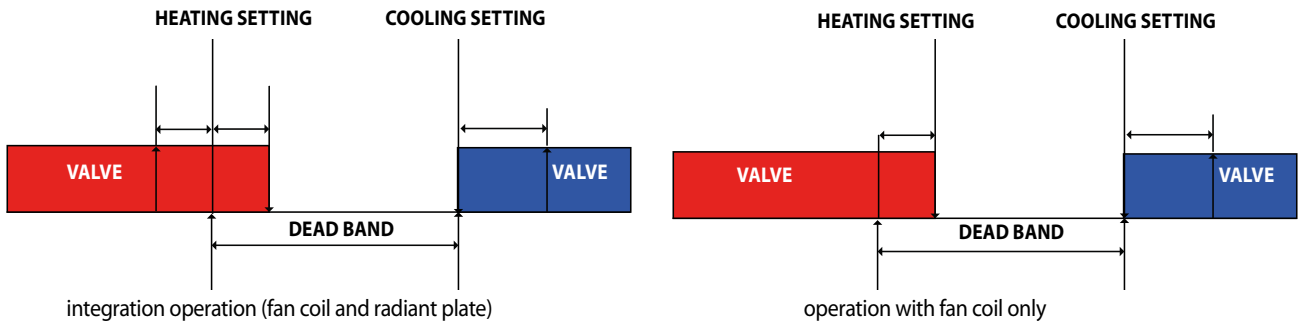 HEATING SETTING
COOLING SETTING
VALVE
VALVE
DEAD BAND
integration operation (fan coil and radiant plate)
HEATING SETTING
COOLING SETTING
VALVE
VALVE
DEAD BAND
operation with fan coil only